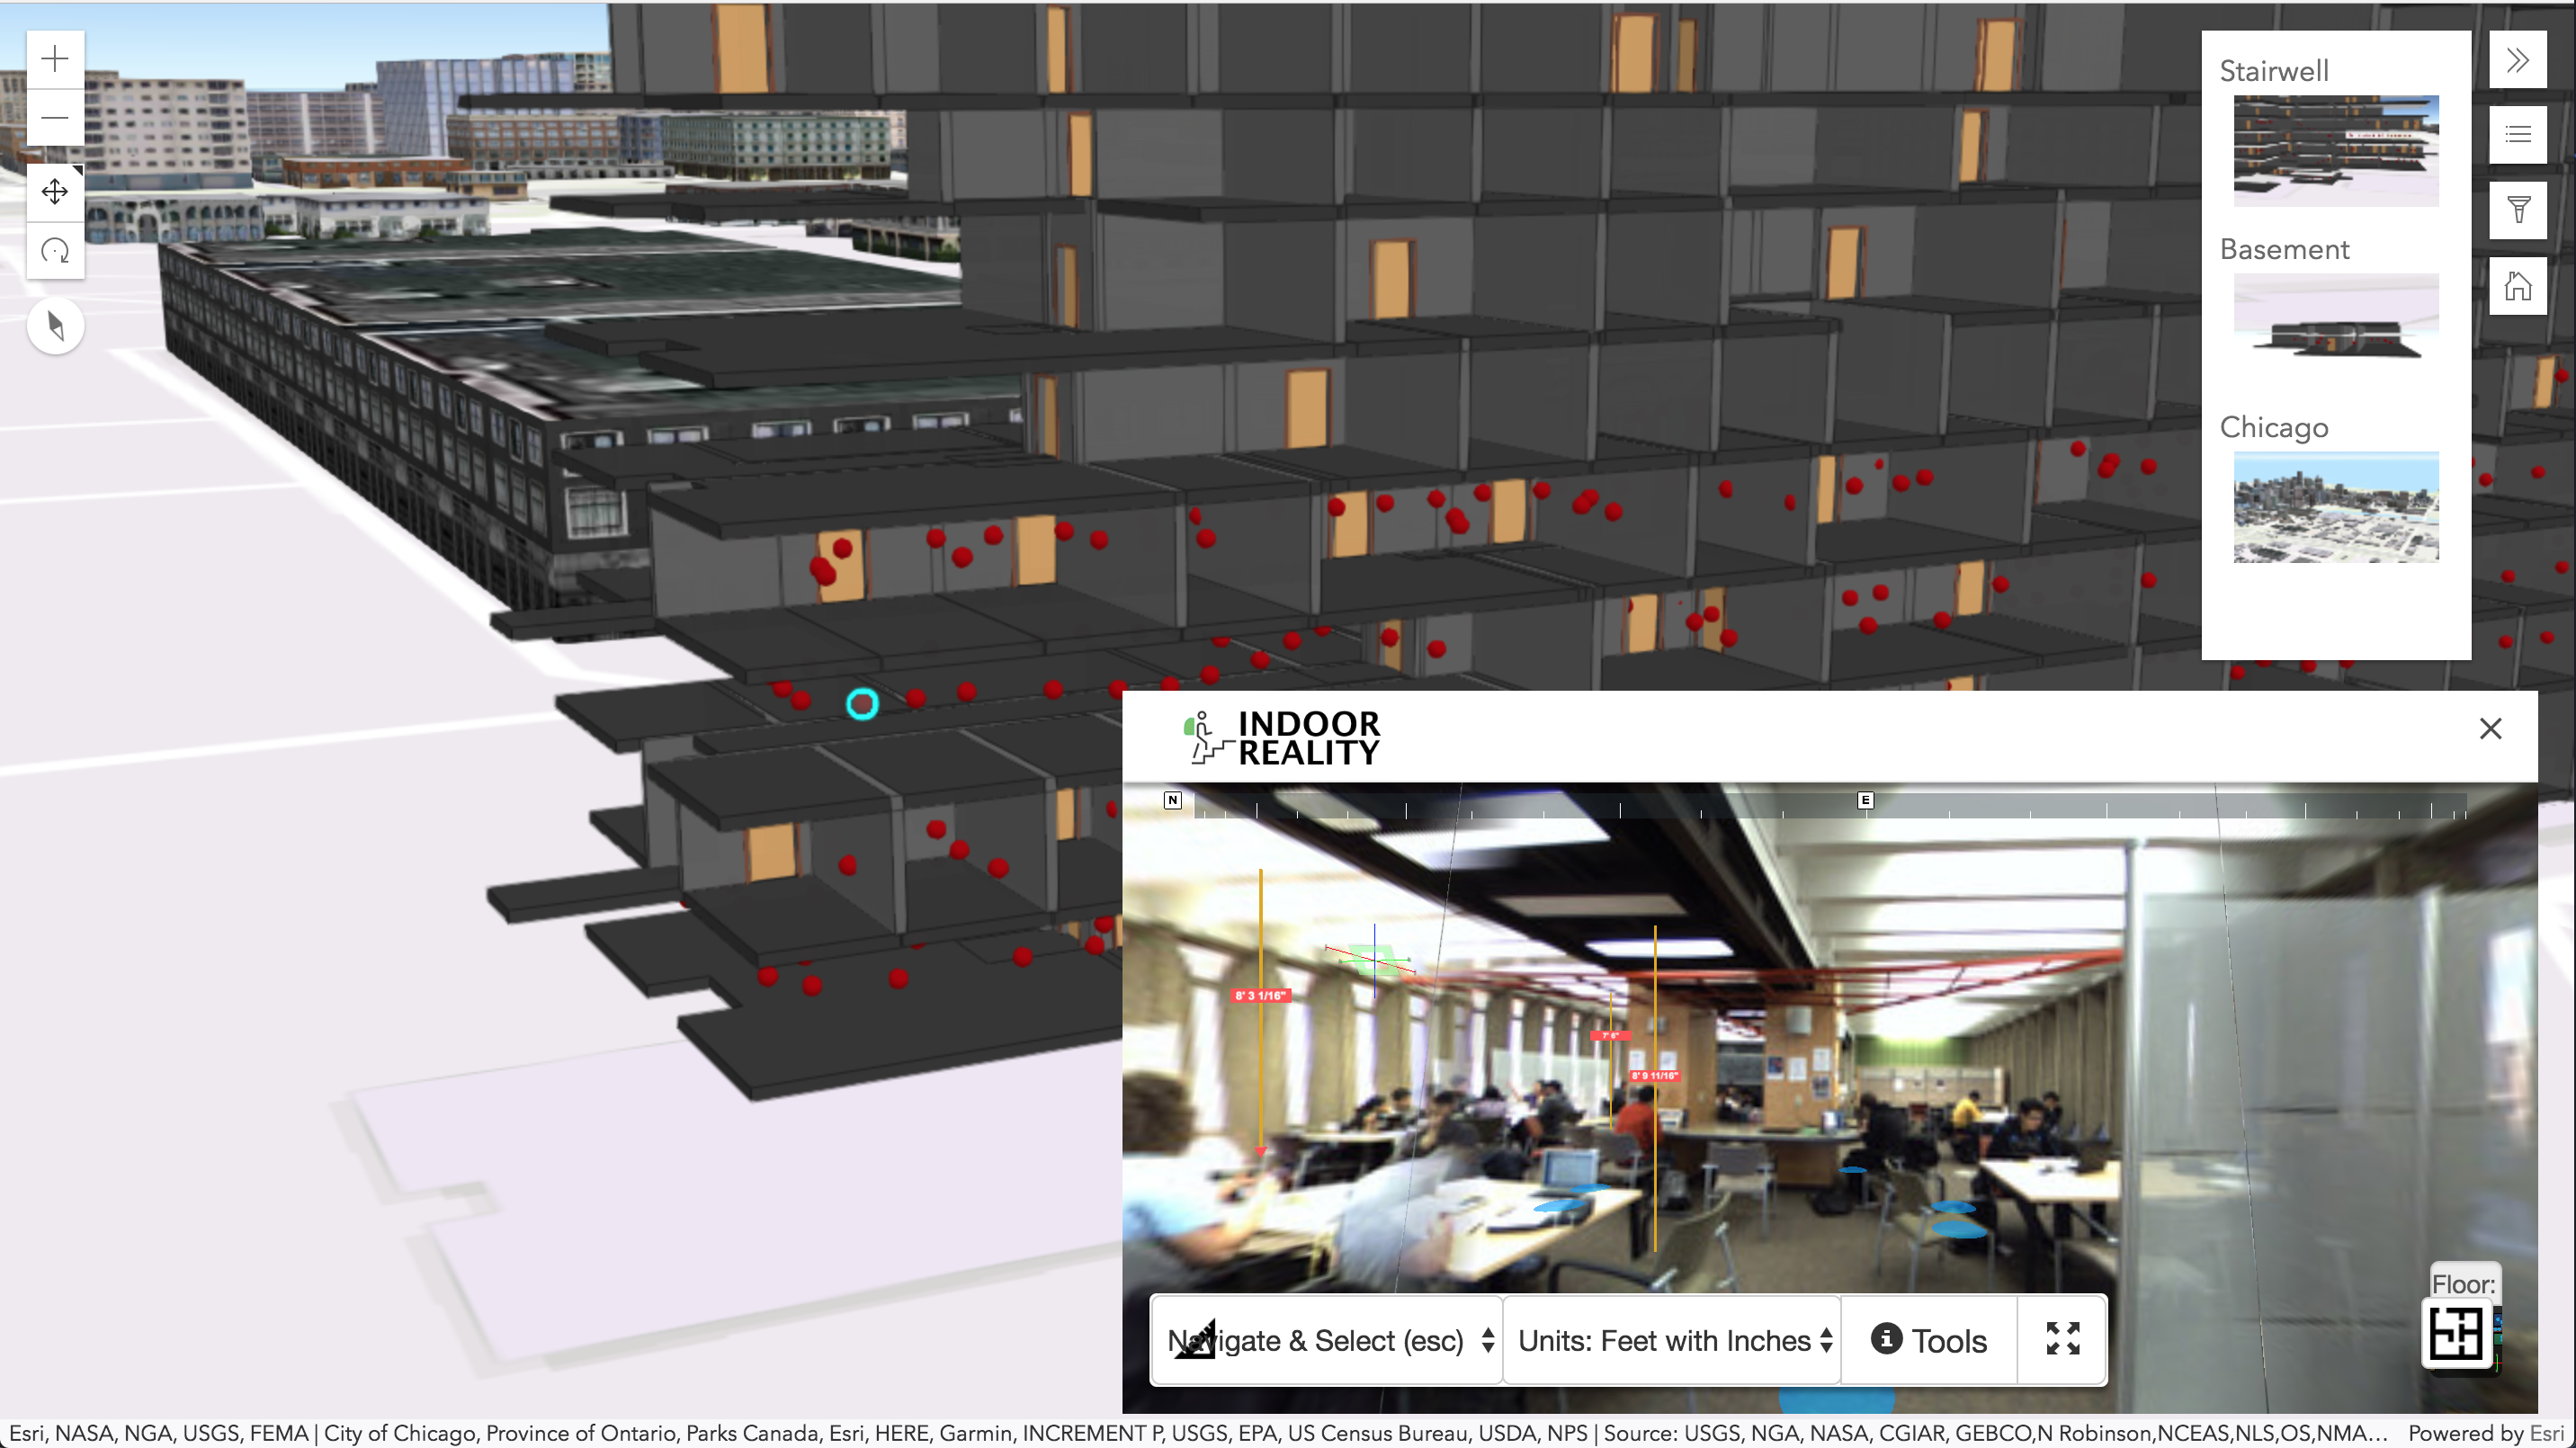 Stairwell
Basement
Chicago
INDOOR
REALITY
N
E
8' 3 1/16"
7' 6"
8' 9 11/16"
Navigate & Select (esc)
Units: Feet with Inches
Tools
Floor:
Esri, NASA, NGA, USGS, FEMA | City of Chicago, Province of Ontario, Parks Canada, Esri, HERE, Garmin, INCREMENT P, USGS, EPA, US Census Bureau, USDA, NPS | Source: USGS, NGA, NASA, CGIAR, GEBCO,N Robinson,NCEAS,NLS,OS,NMA...
Powered by Esri